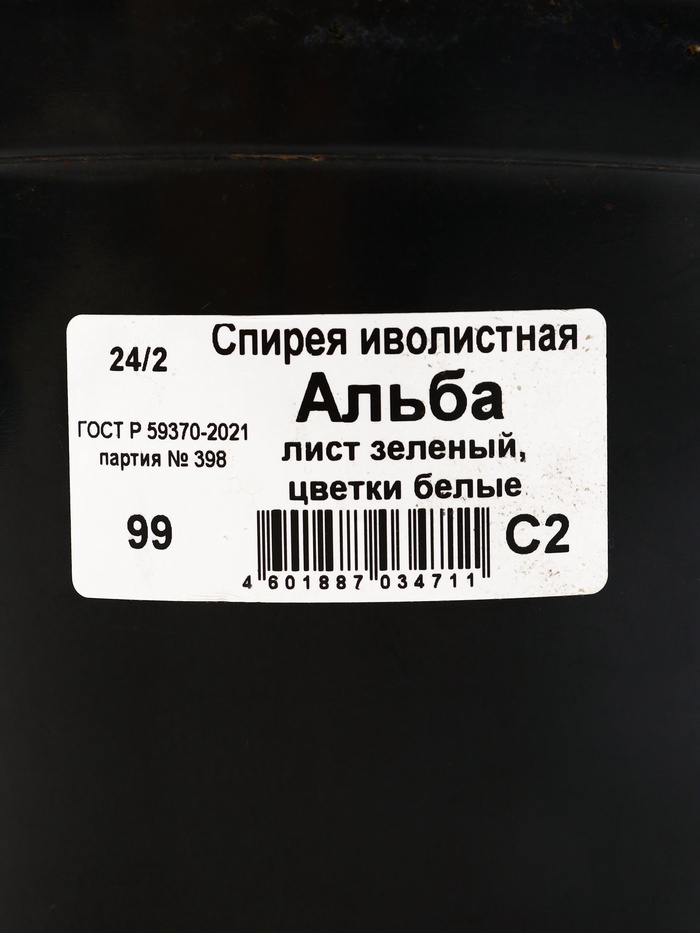 24/2
Спирея иволистная
Альба
ГОСТ Р 59370-2021
партия № 398
лист зеленый,
цветки белые
99
С2
4 601887 034711